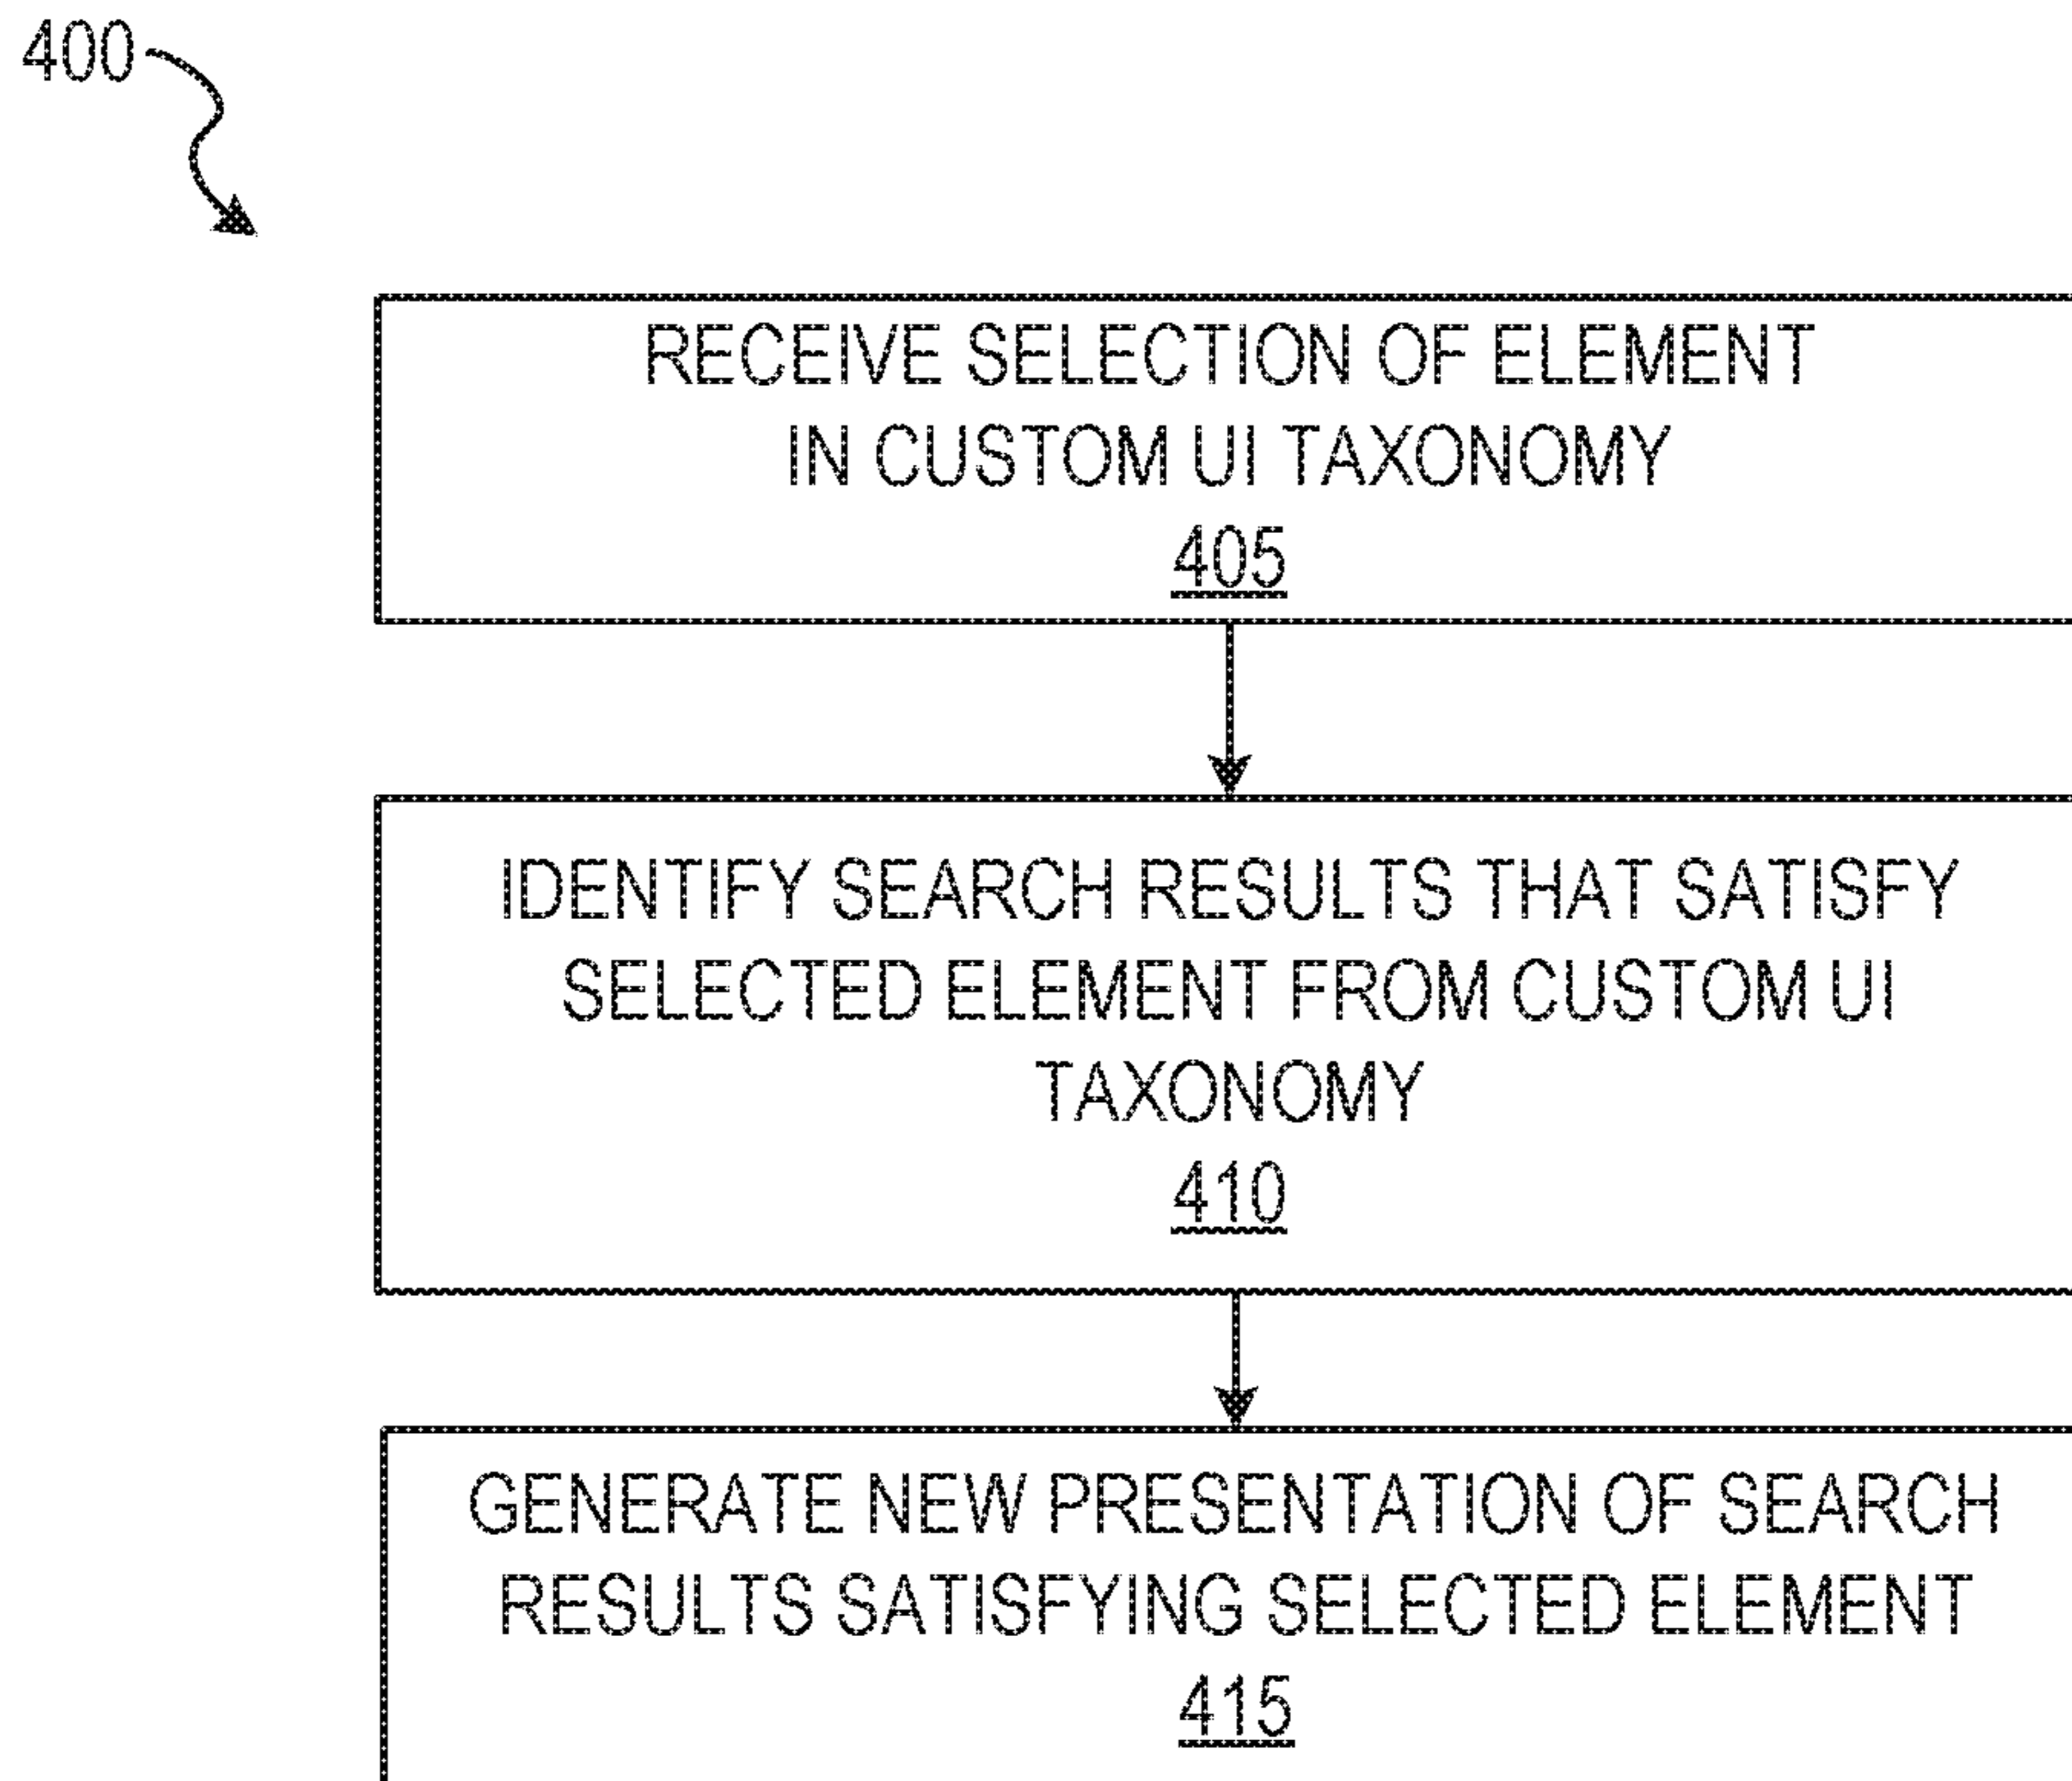 400
RECEIVE SELECTION OF ELEMENT
IN CUSTOM UI TAXONOMY
405
IDENTIFY SEARCH RESULTS THAT SATISFY
SELECTED ELEMENT FROM CUSTOM UI
TAXONOMY
410
GENERATE NEW PRESENTATION OF SEARCH
RESULTS SATISFYING SELECTED ELEMENT
415